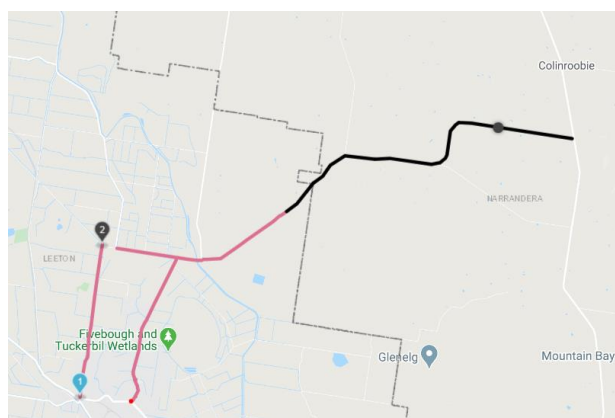 Colinroobie
NARRANDERA
2
LEETON
Fivebough and
Tuckerbil Wetlands
Glenelg
Mountain Bay
1